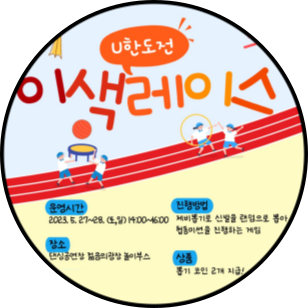 U한도전
이색레이스
운영시간
2023. 5. 27~28. (토,일) 14:00~16:00
장소
단심공연장 젊음의광장 놀이부스
진행방법
제비뽑기로 신발을 랜덤으로 뽑아
협동미션을 진행하는 게임
상품
뽑기 코인 2개 지급!